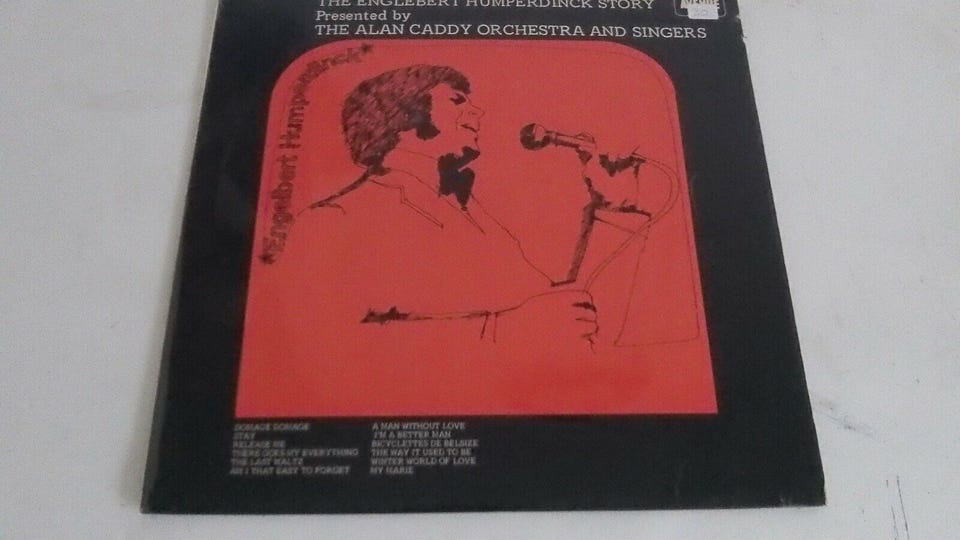 THE ENGLEBERT HUMPERDINCK STORY
Presented by
THE ALAN CADDY ORCHESTRA AND SINGERS
AVENUE
30
*Engelbert Humperdinck*
DOMAGE DOMAGE
STAY
RELEASE ME
THERE GOES MY EVERYTHING
THE LAST WALTZ
AM I THAT EASY TO FORGET
A MAN WITHOUT LOVE
I'M A BETTER MAN
BICYCLETTES DE BELSIZE
THE WAY IT USED TO BE
WINTER WORLD OF LOVE
MY MARIE